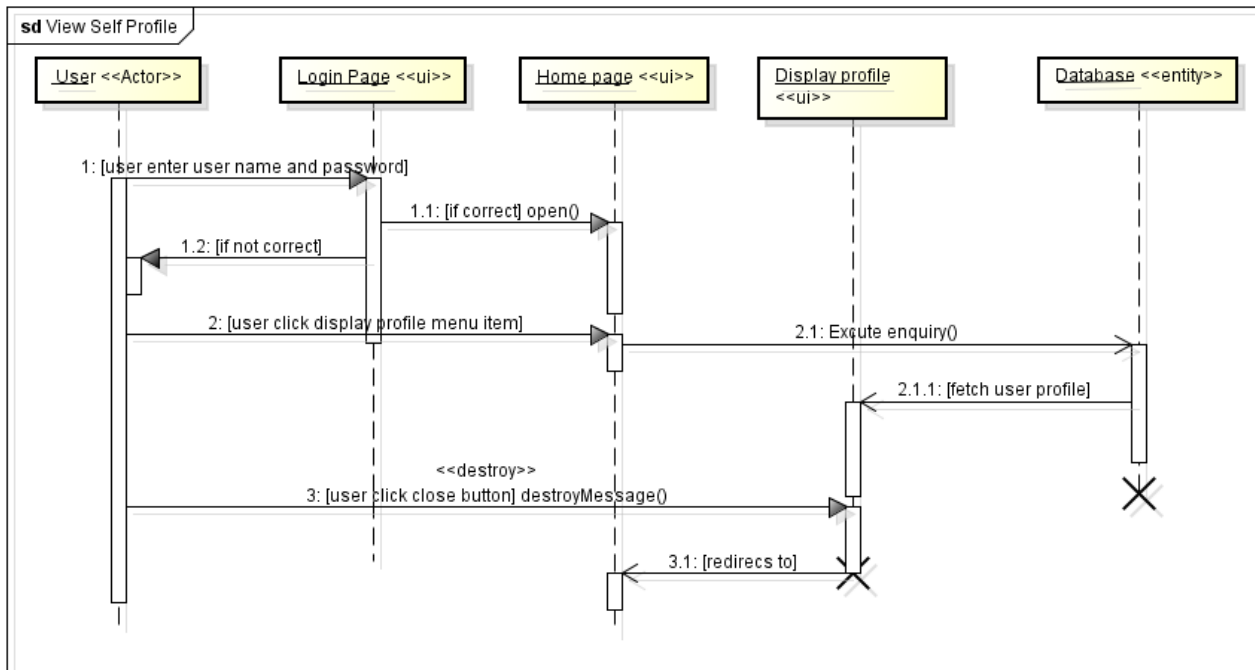 sd View Self Profile
User <<Actor>>
Login Page <<ui>>
Home page <<ui>>
Display profile
<<ui>>
Database <<entity>>
1: [user enter user name and password]
1.1: [if correct] open()
1.2: [if not correct]
2: [user click display profile menu item]
2.1: Excute enquiry()
2.1.1: [fetch user profile]
<<destroy>>
3: [user click close button] destroyMessage()
3.1: [redirecs to]